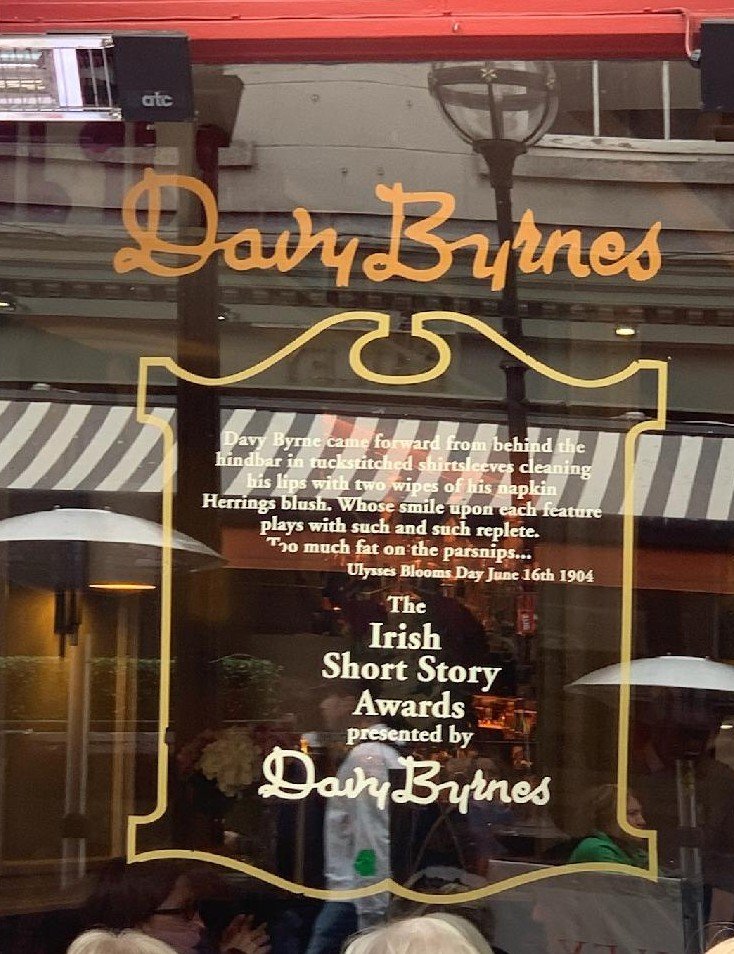 atc
Davy Byrnes
Davy Byrne came forward from behind the
hindbar in tuckstitched shirtsleeves cleaning
his lips with two wipes of his napkin
Herrings blush. Whose smile upon each feature
plays with such and such replete.
Too much fat on the parsnips...
Ulysses Blooms Day June 16th 1904
The
Irish
Short Story
Awards
presented by
Davy Byrnes